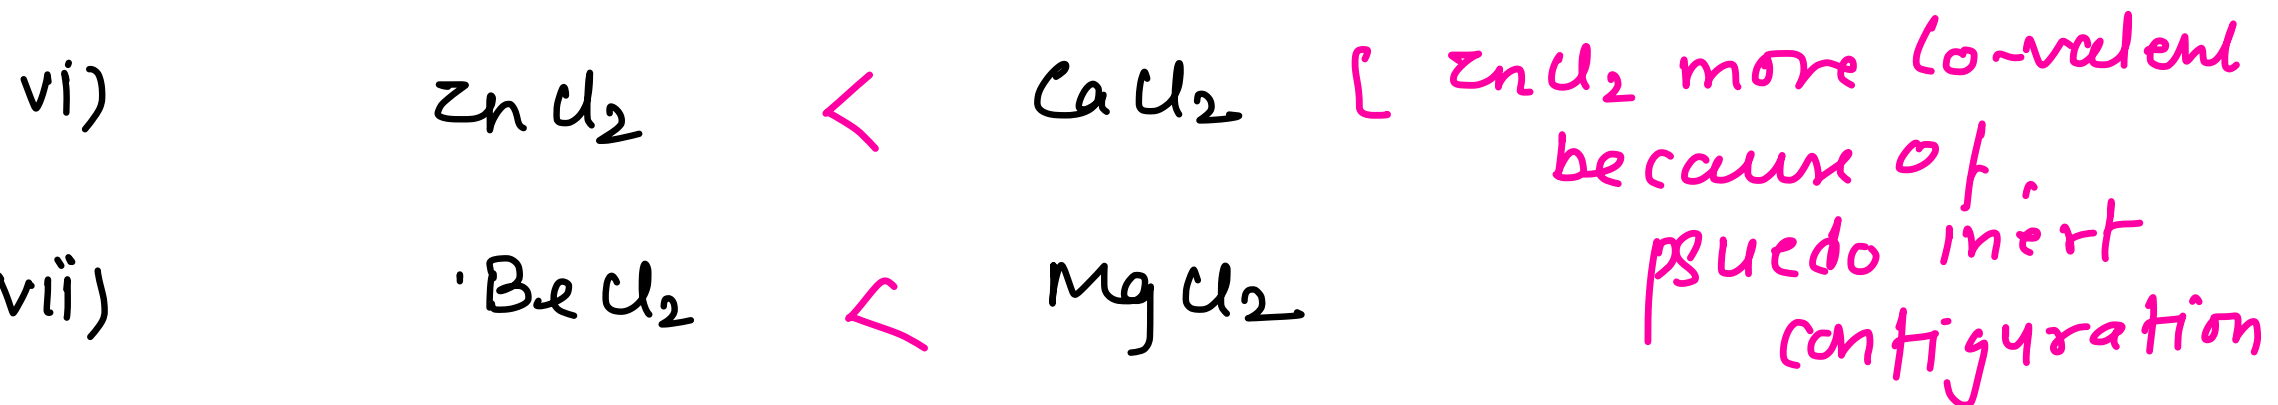 vi) ZnCl2 < CaCl2 [ ZnCl2 more Co-valent
because of
psuedo inert
vii) BeCl2 < MgCl2
configuration